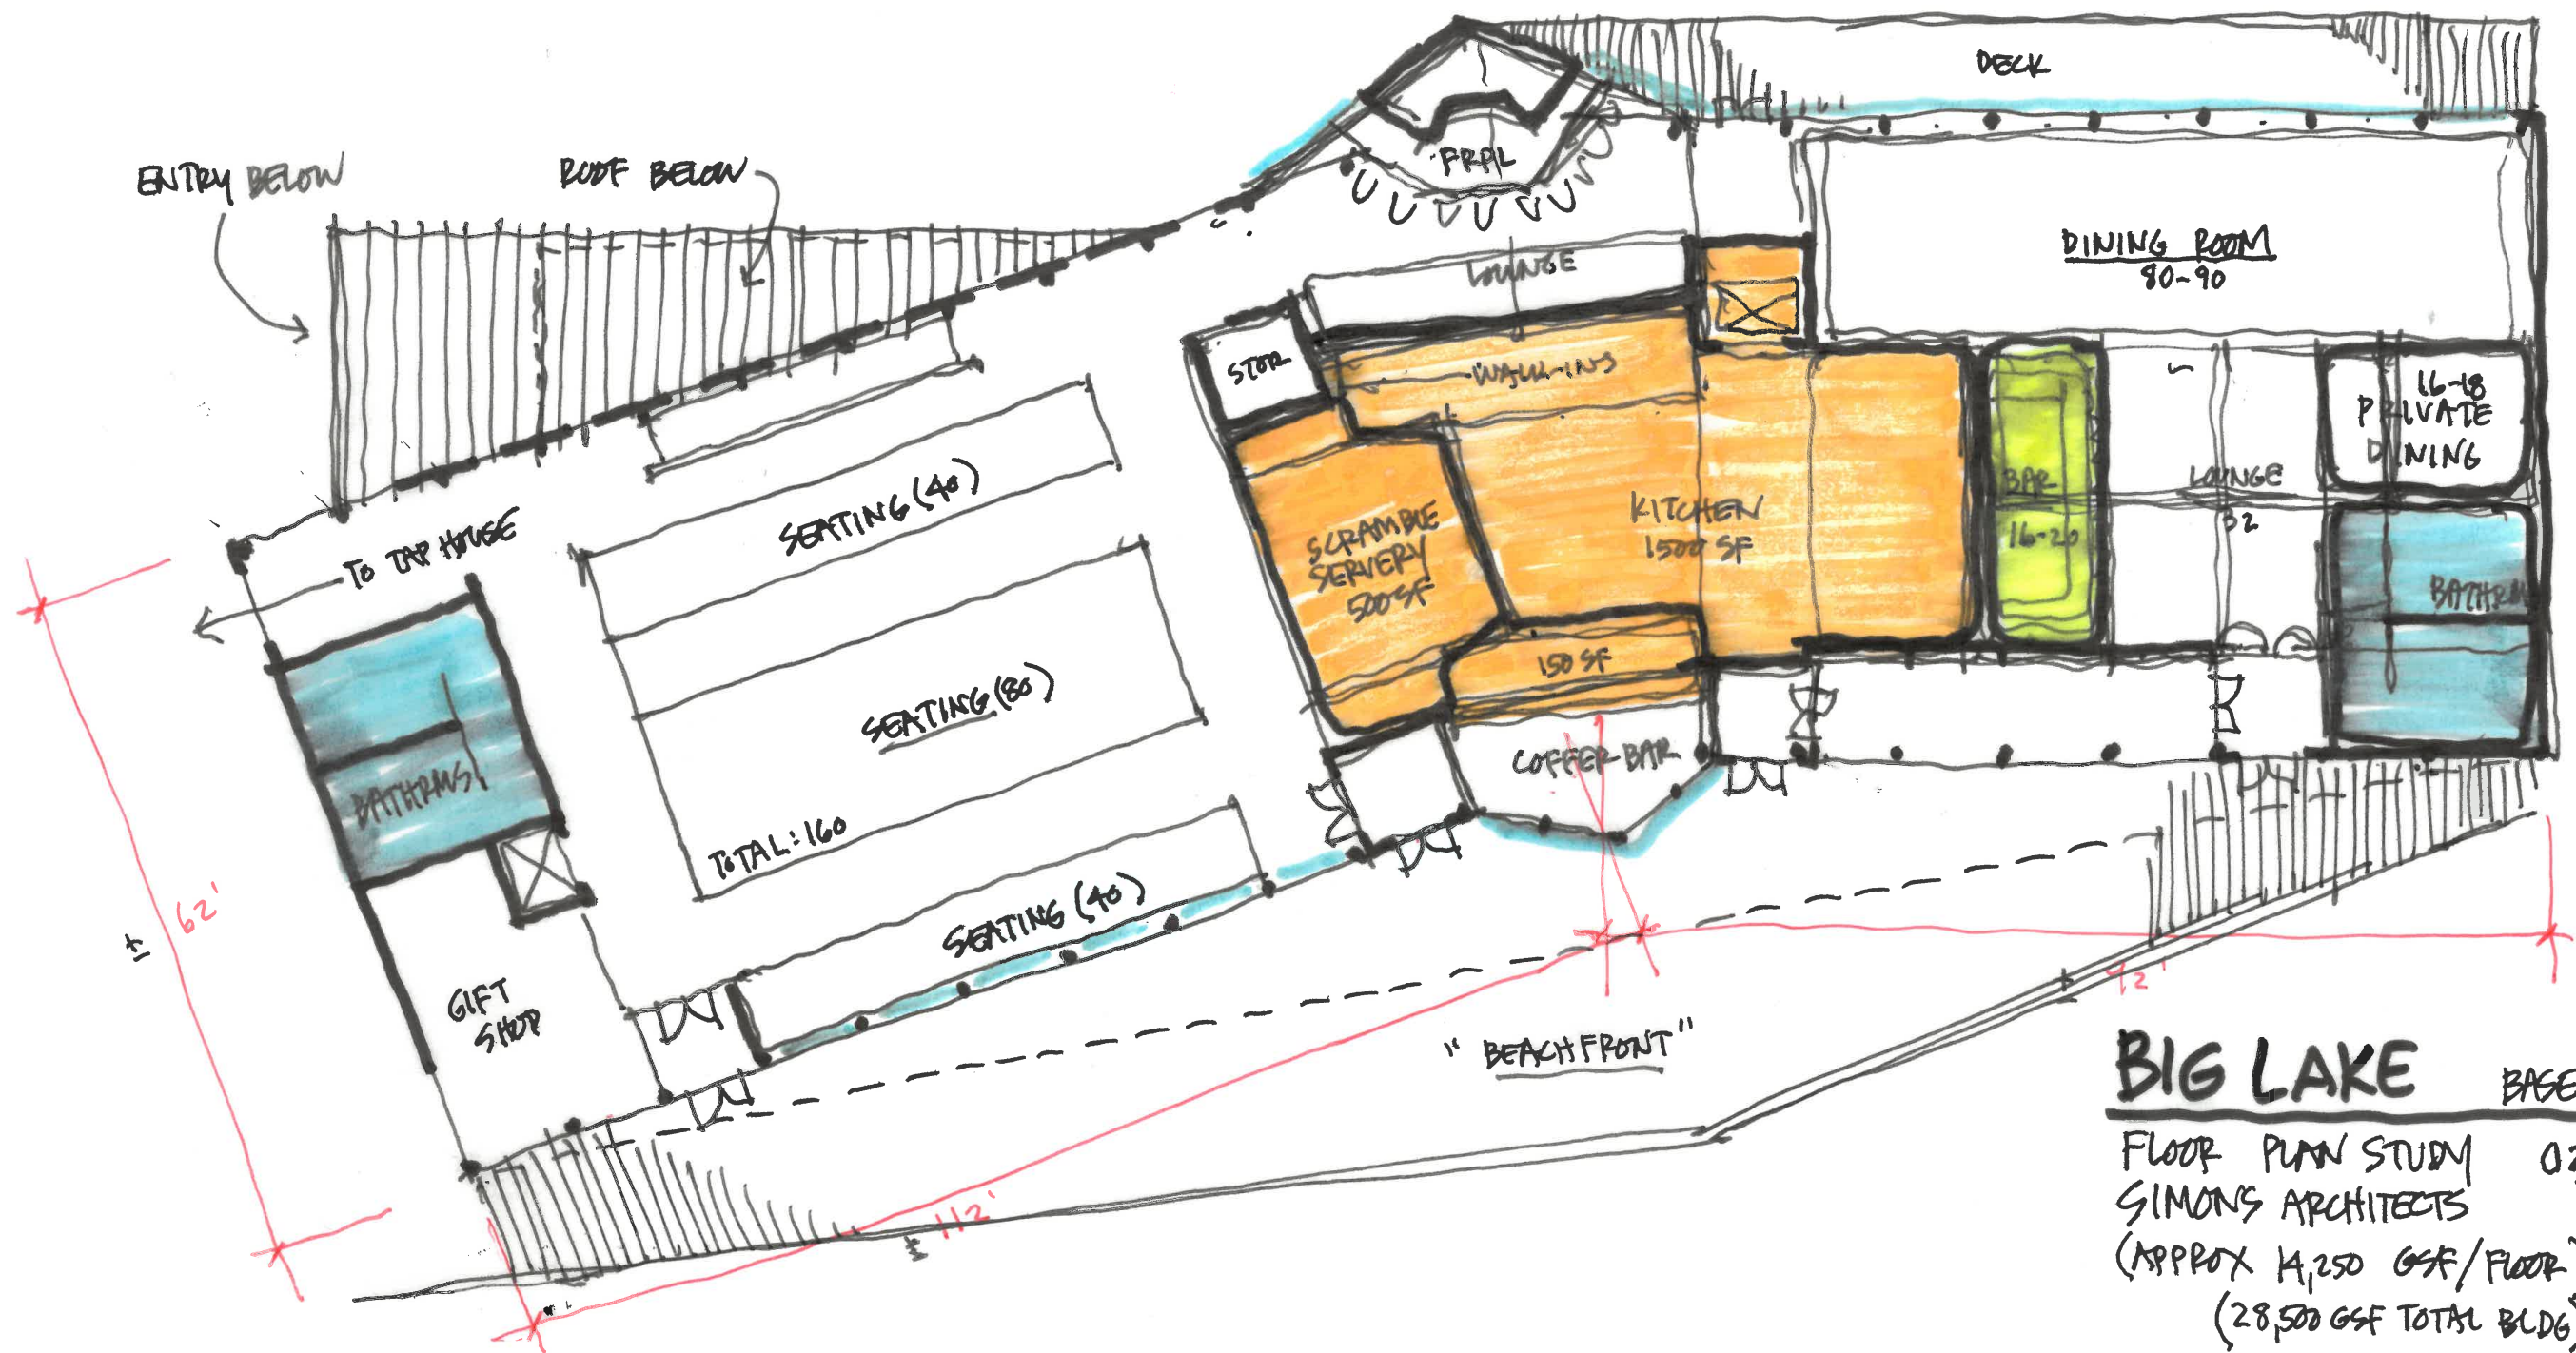 DECK
ENTRY BELOW
ROOF BELOW
FRPL
LOUNGE
DINING ROOM
80-90
STOR
WALK-INS
16-18
PRIVATE
DINING
SEATING (40)
TO TAP HOUSE
SCRAMBLE
SERVERY
500 SF
KITCHEN
1500 SF
BAR
16-20
LOUNGE
32
BATHRM
150 SF
SEATING (80)
COFFEE BAR
BATHRMS
TOTAL: 160
SEATING (40)
± 62'
GIFT
SHOP
"BEACHFRONT"
± 112'
BIG LAKE BASE
FLOOR PLAN STUDY
SIMONS ARCHITECTS
(APPROX 14,250 GSF/FLOOR)
(28,500 GSF TOTAL BLDG)